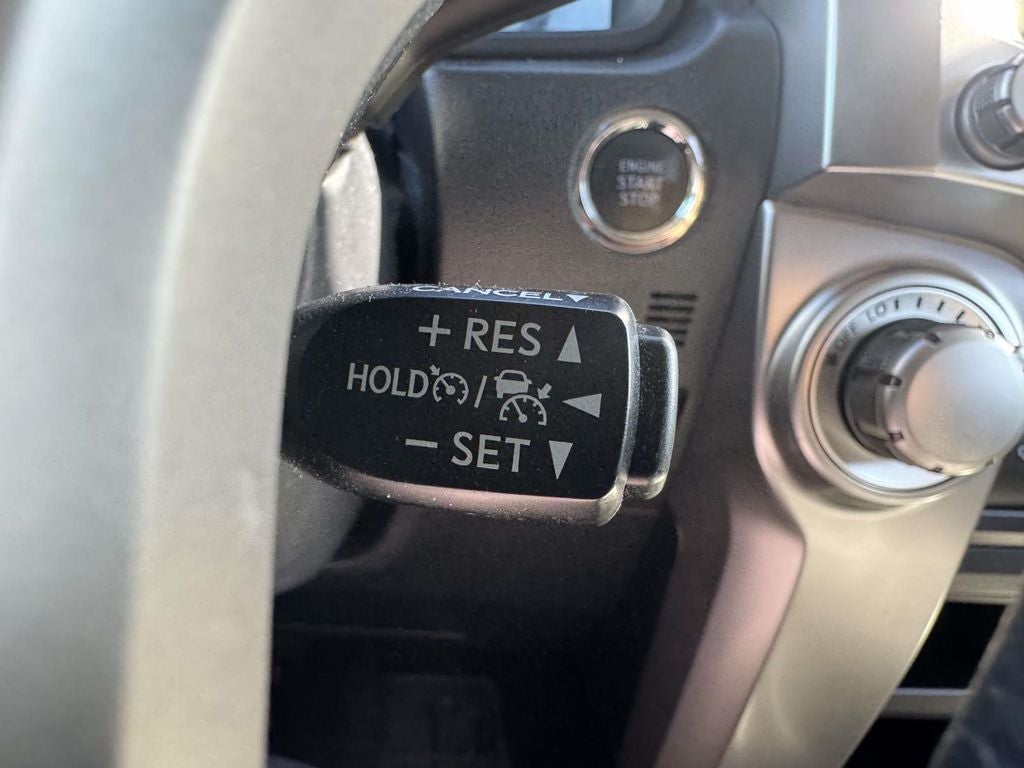 ENGINE
START
STOP
CANCEL▼
+ RES ▲
HOLD / ◀
− SET ▼
OFF LO